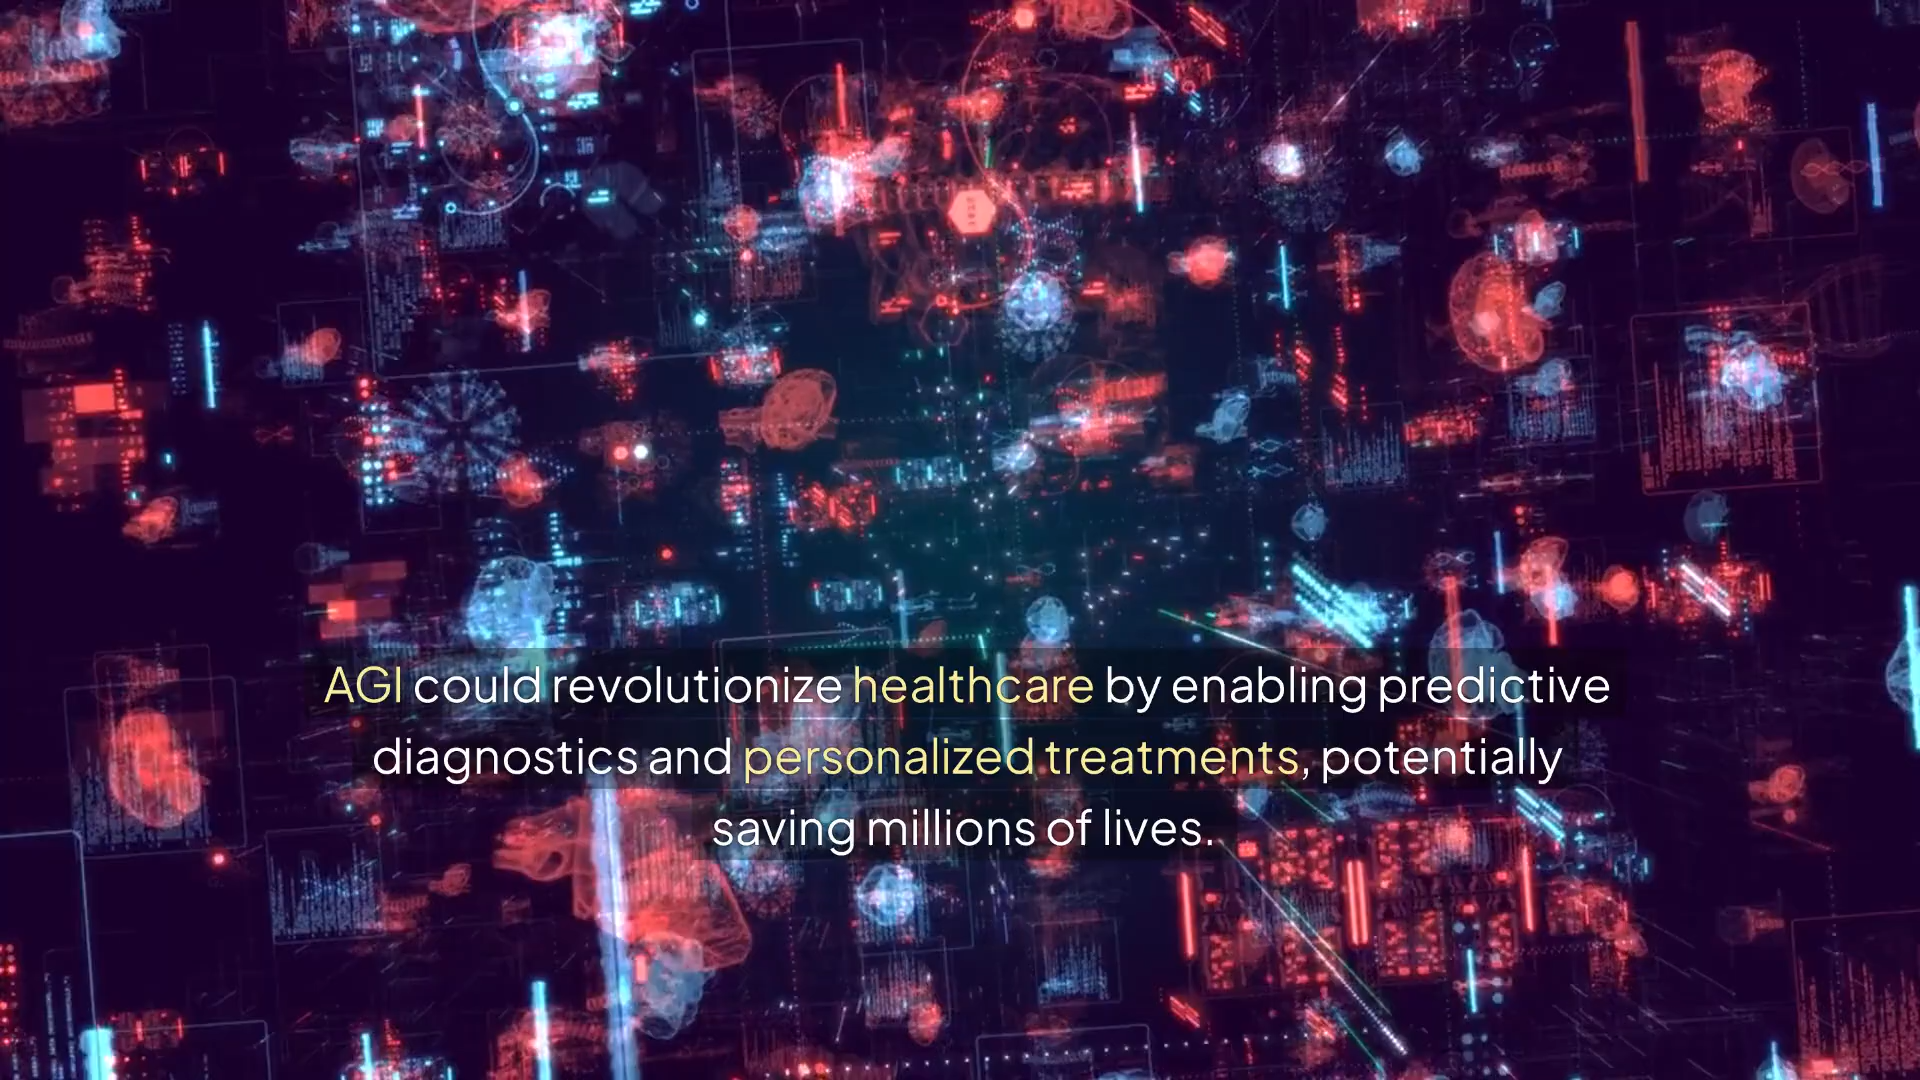 AGI could revolutionize healthcare by enabling predictive
diagnostics and personalized treatments, potentially
saving millions of lives.